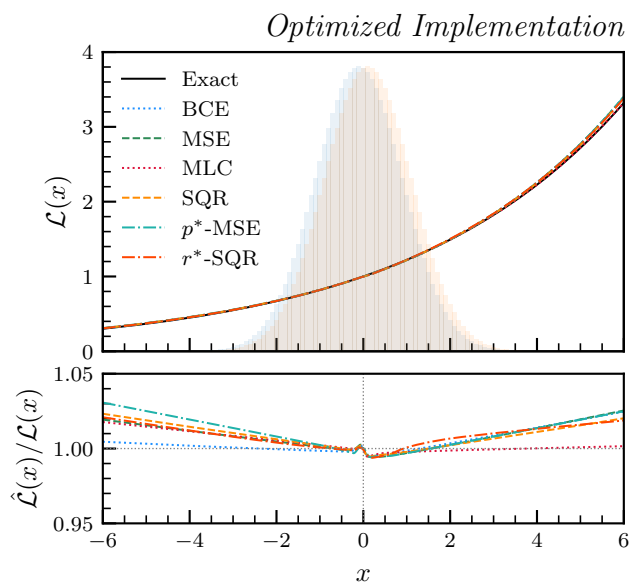 Optimized Implementation
4
3
2
1
0
ℒ(x)
Exact
BCE
MSE
MLC
SQR
p*-MSE
r*-SQR
1.05
1.00
0.95
ℒ̂(x)/ℒ(x)
−6 −4 −2 0 2 4 6
x